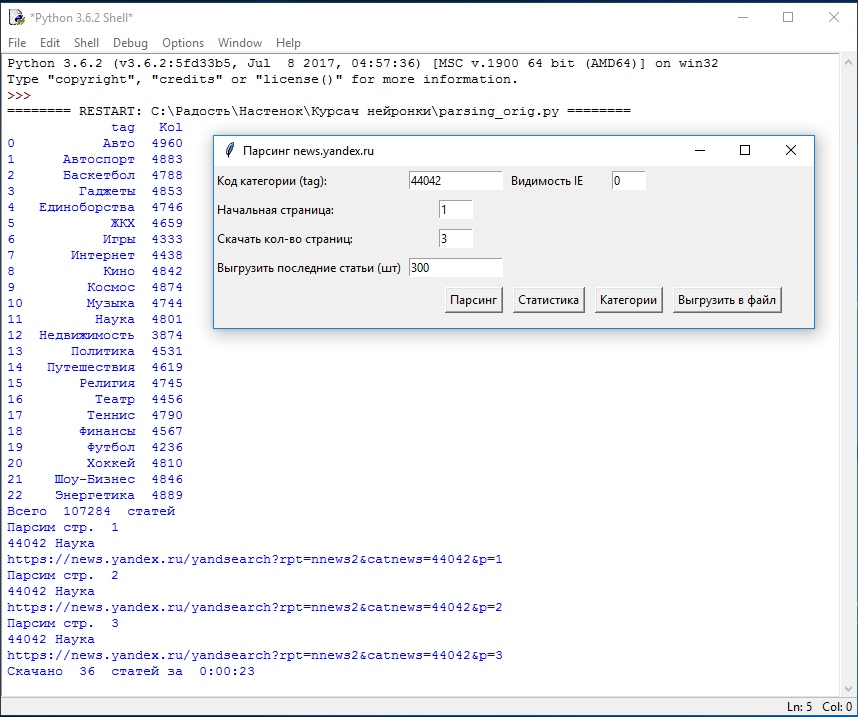 *Python 3.6.2 Shell*
File Edit Shell Debug Options Window Help
Python 3.6.2 (v3.6.2:5fd33b5, Jul  8 2017, 04:57:36) [MSC v.1900 64 bit (AMD64)] on win32
Type "copyright", "credits" or "license()" for more information.
>>>
======== RESTART: C:\Радость\Настенок\Курсач нейронки\parsing_orig.py ========
tag Kol
0 Авто 4960
1 Автоспорт 4883
2 Баскетбол 4788
3 Гаджеты 4853
4 Единоборства 4746
5 ЖКХ 4659
6 Игры 4333
7 Интернет 4438
8 Кино 4842
9 Космос 4874
10 Музыка 4744
11 Наука 4801
12 Недвижимость 3874
13 Политика 4531
14 Путешествия 4619
15 Религия 4745
16 Театр 4456
17 Теннис 4790
18 Финансы 4567
19 Футбол 4236
20 Хоккей 4810
21 Шоу-Бизнес 4846
22 Энергетика 4889
Всего 107284 статей
Парсим стр. 1
44042 Наука
https://news.yandex.ru/yandsearch?rpt=nnews2&catnews=44042&p=1
Парсим стр. 2
44042 Наука
https://news.yandex.ru/yandsearch?rpt=nnews2&catnews=44042&p=2
Парсим стр. 3
44042 Наука
https://news.yandex.ru/yandsearch?rpt=nnews2&catnews=44042&p=3
Скачано 36 статей за 0:00:23
Парсинг news.yandex.ru
Код категории (tag): 44042 Видимость IE 0
Начальная страница: 1
Скачать кол-во страниц: 3
Выгрузить последние статьи (шт) 300
Парсинг Статистика Категории Выгрузить в файл
Ln: 5 Col: 0